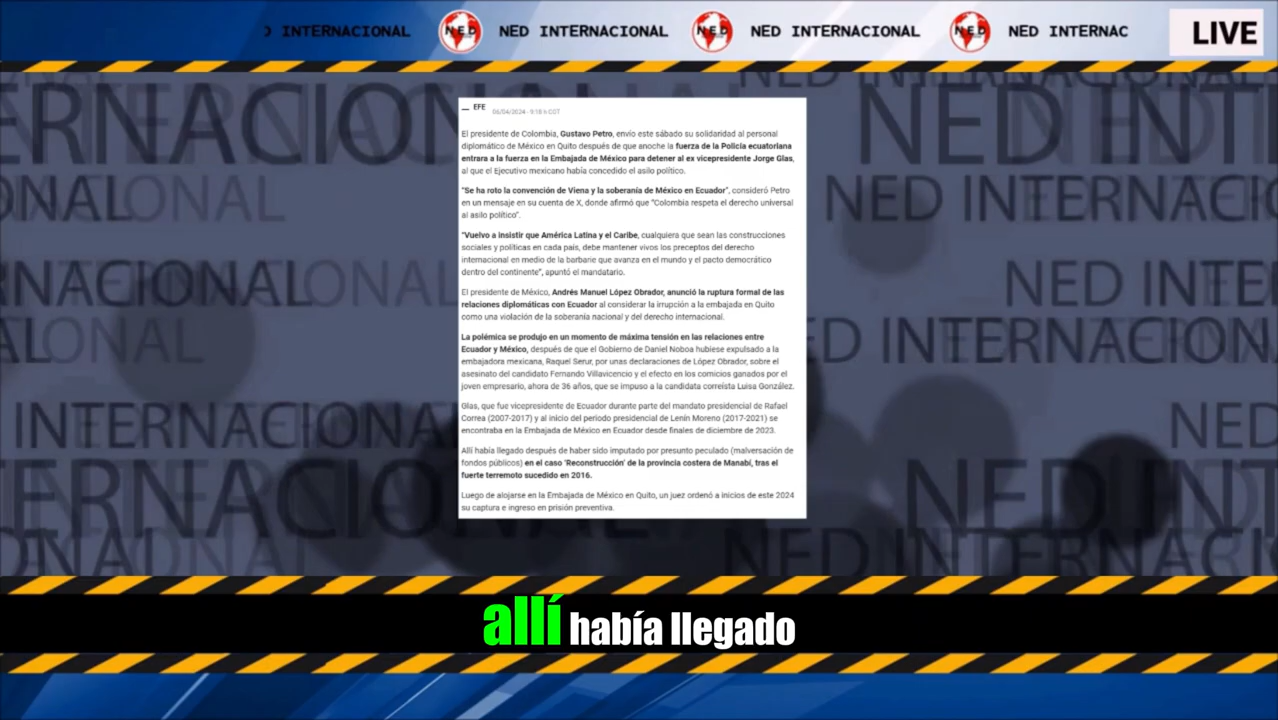 INTERNACIONAL
NED INTERNACIONAL
NED INTERNACIONAL
NED INTERNAC
LIVE
EFE
06/04/2024 - 9:18 h COT
El presidente de Colombia, Gustavo Petro, envío este sábado su solidaridad al personal
diplomático de México en Quito después de que anoche la fuerza de la Policía ecuatoriana
entrara a la fuerza en la Embajada de México para detener al ex vicepresidente Jorge Glas,
al que el Ejecutivo mexicano había concedido el asilo político.
"Se ha roto la convención de Viena y la soberanía de México en Ecuador", consideró Petro
en un mensaje en su cuenta de X, donde afirmó que "Colombia respeta el derecho universal
al asilo político".
"Vuelvo a insistir que América Latina y el Caribe, cualquiera que sean las construcciones
sociales y políticas en cada país, debe mantener vivos los preceptos del derecho
internacional en medio de la barbarie que avanza en el mundo y el pacto democrático
dentro del continente", apuntó el mandatario.
El presidente de México, Andrés Manuel López Obrador, anunció la ruptura formal de las
relaciones diplomáticas con Ecuador al considerar la irrupción a la embajada en Quito
como una violación de la soberanía nacional y del derecho internacional.
La polémica se produjo en un momento de máxima tensión en las relaciones entre
Ecuador y México, después de que el Gobierno de Daniel Noboa hubiese expulsado a la
embajadora mexicana, Raquel Serur, por unas declaraciones de López Obrador, sobre el
asesinato del candidato Fernando Villavicencio y el efecto en los comicios ganados por el
joven empresario, ahora de 36 años, que se impuso a la candidata correísta Luisa González.
Glas, que fue vicepresidente de Ecuador durante parte del mandato presidencial de Rafael
Correa (2007-2017) y al inicio del periodo presidencial de Lenín Moreno (2017-2021) se
encontraba en la Embajada de México en Ecuador desde finales de diciembre de 2023.
Allí había llegado después de haber sido imputado por presunto peculado (malversación de
fondos públicos) en el caso 'Reconstrucción' de la provincia costera de Manabí, tras el
fuerte terremoto sucedido en 2016.
Luego de alojarse en la Embajada de México en Quito, un juez ordenó a inicios de este 2024
su captura e ingreso en prisión preventiva.
allí había llegado